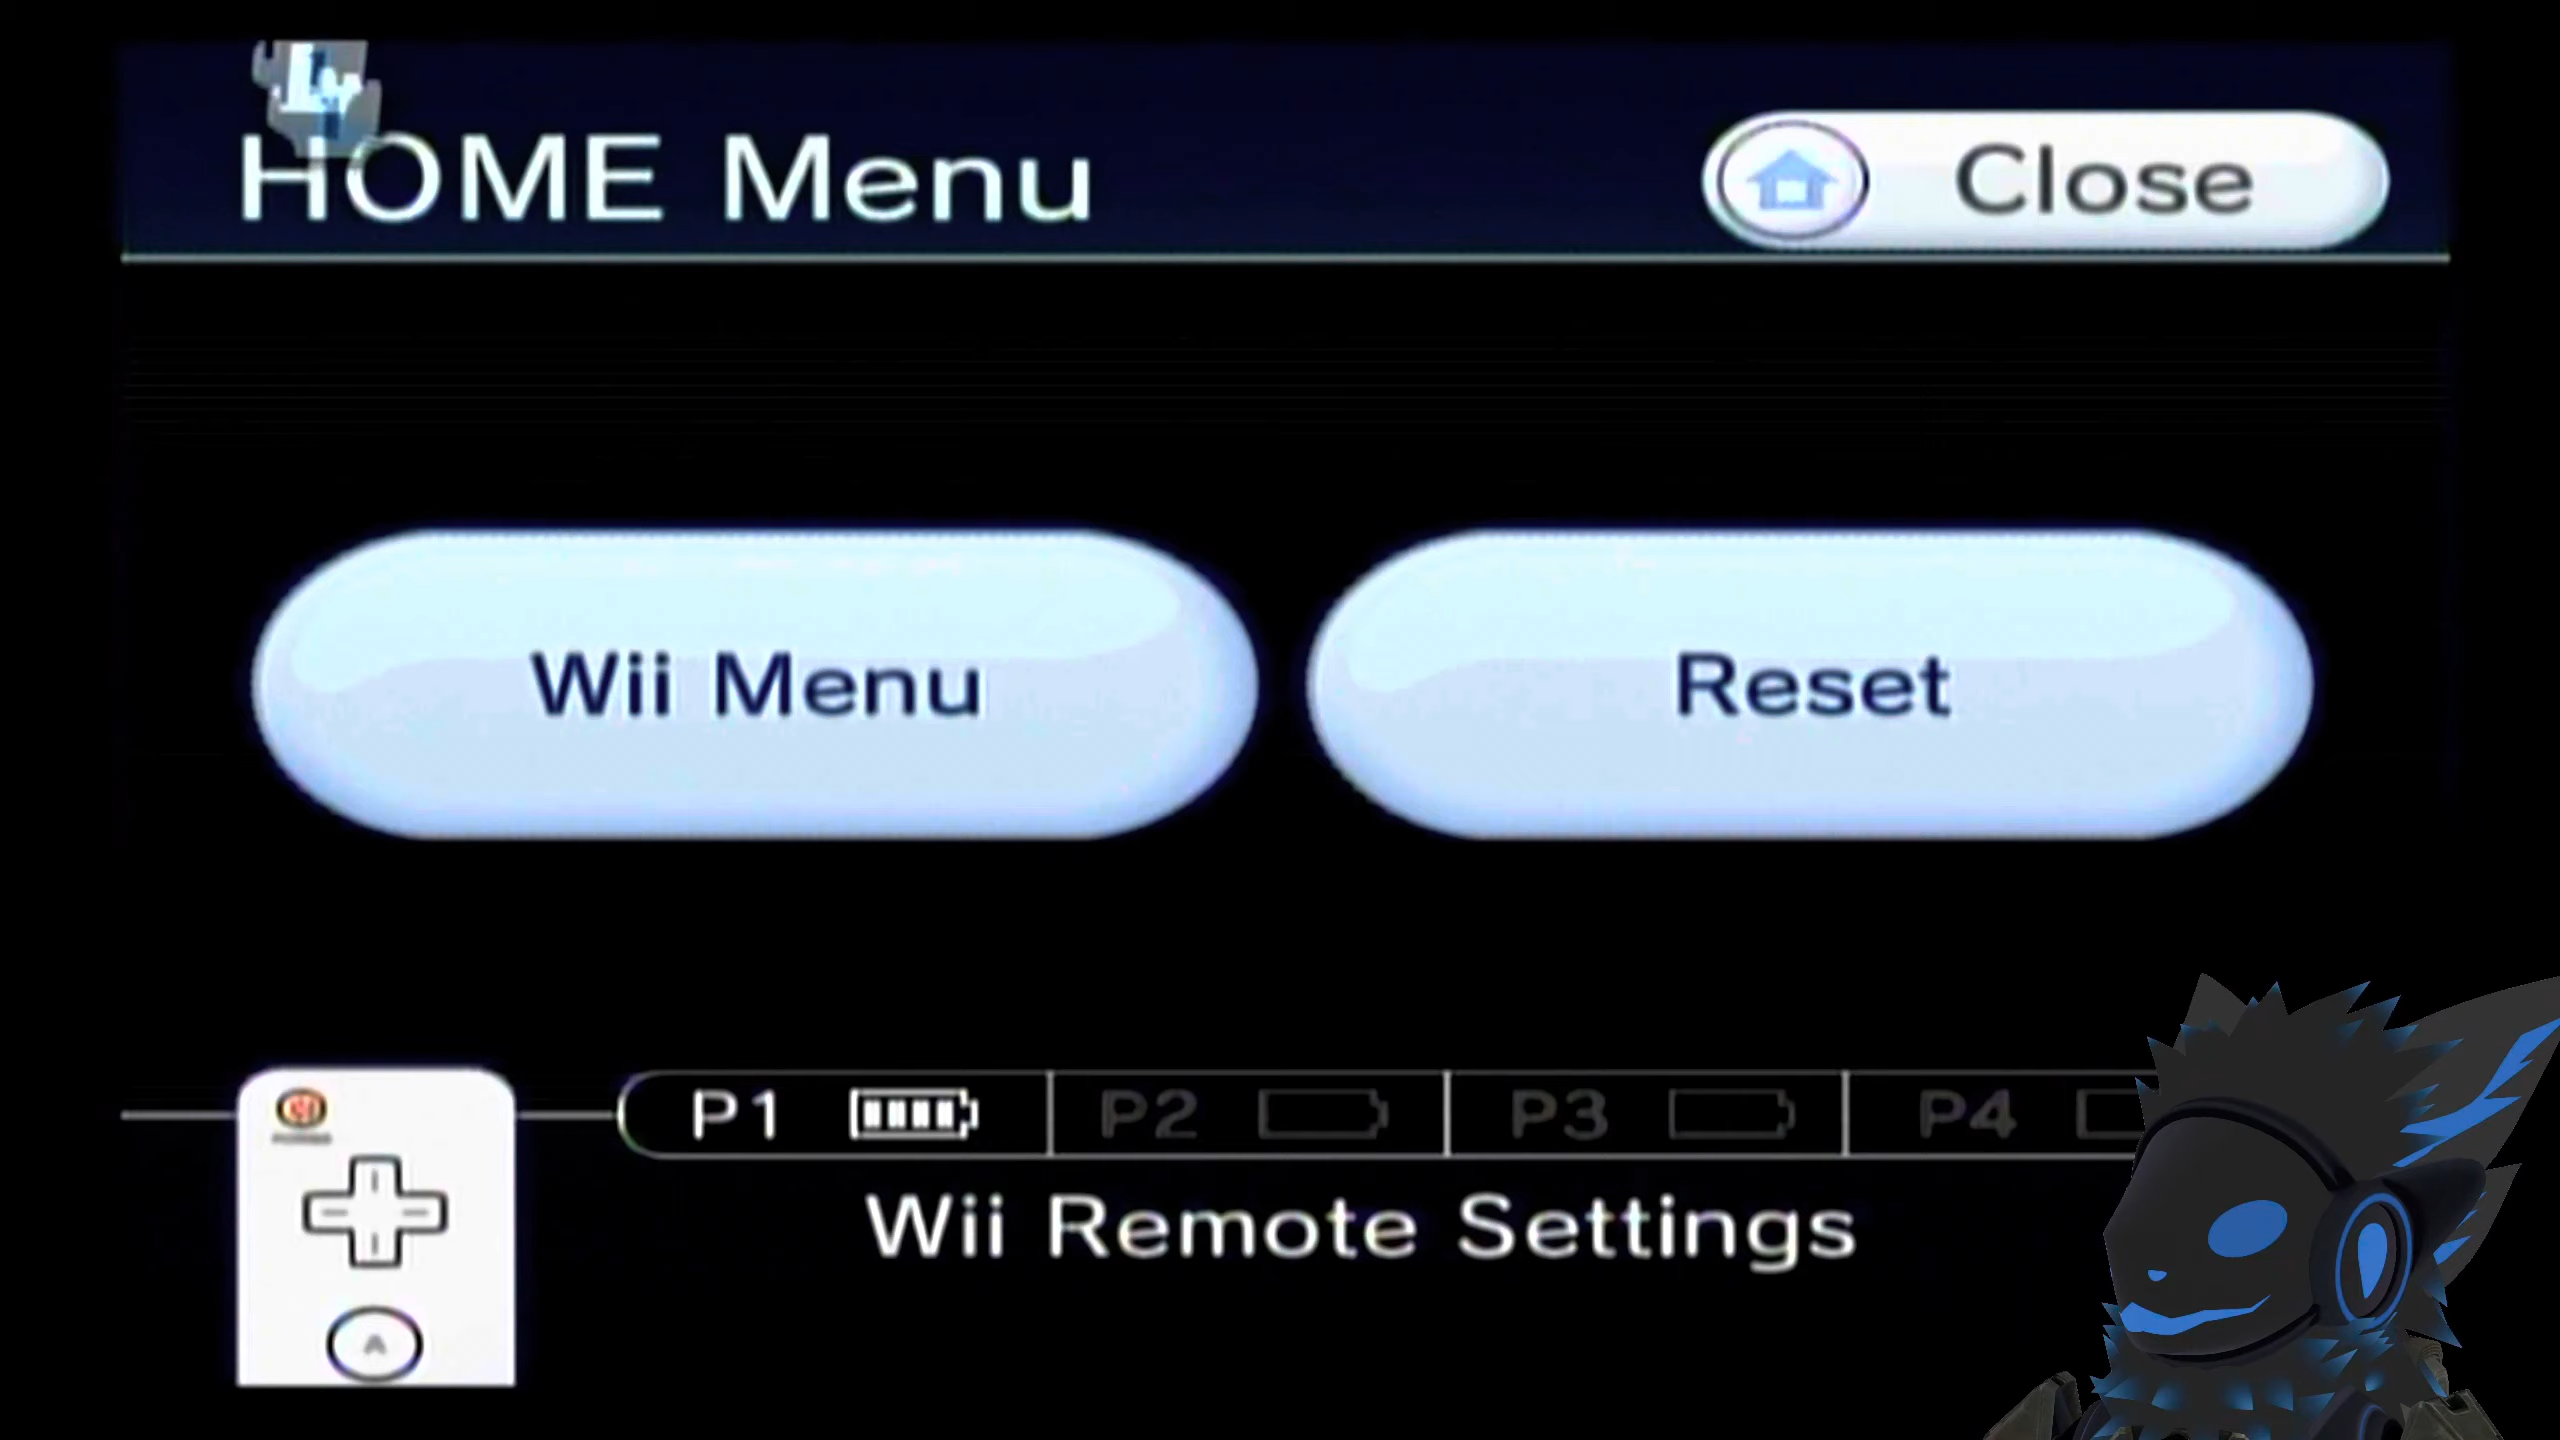 HOME Menu
Close
Wii Menu
Reset
P1
P2
P3
P4
Wii Remote Settings
A